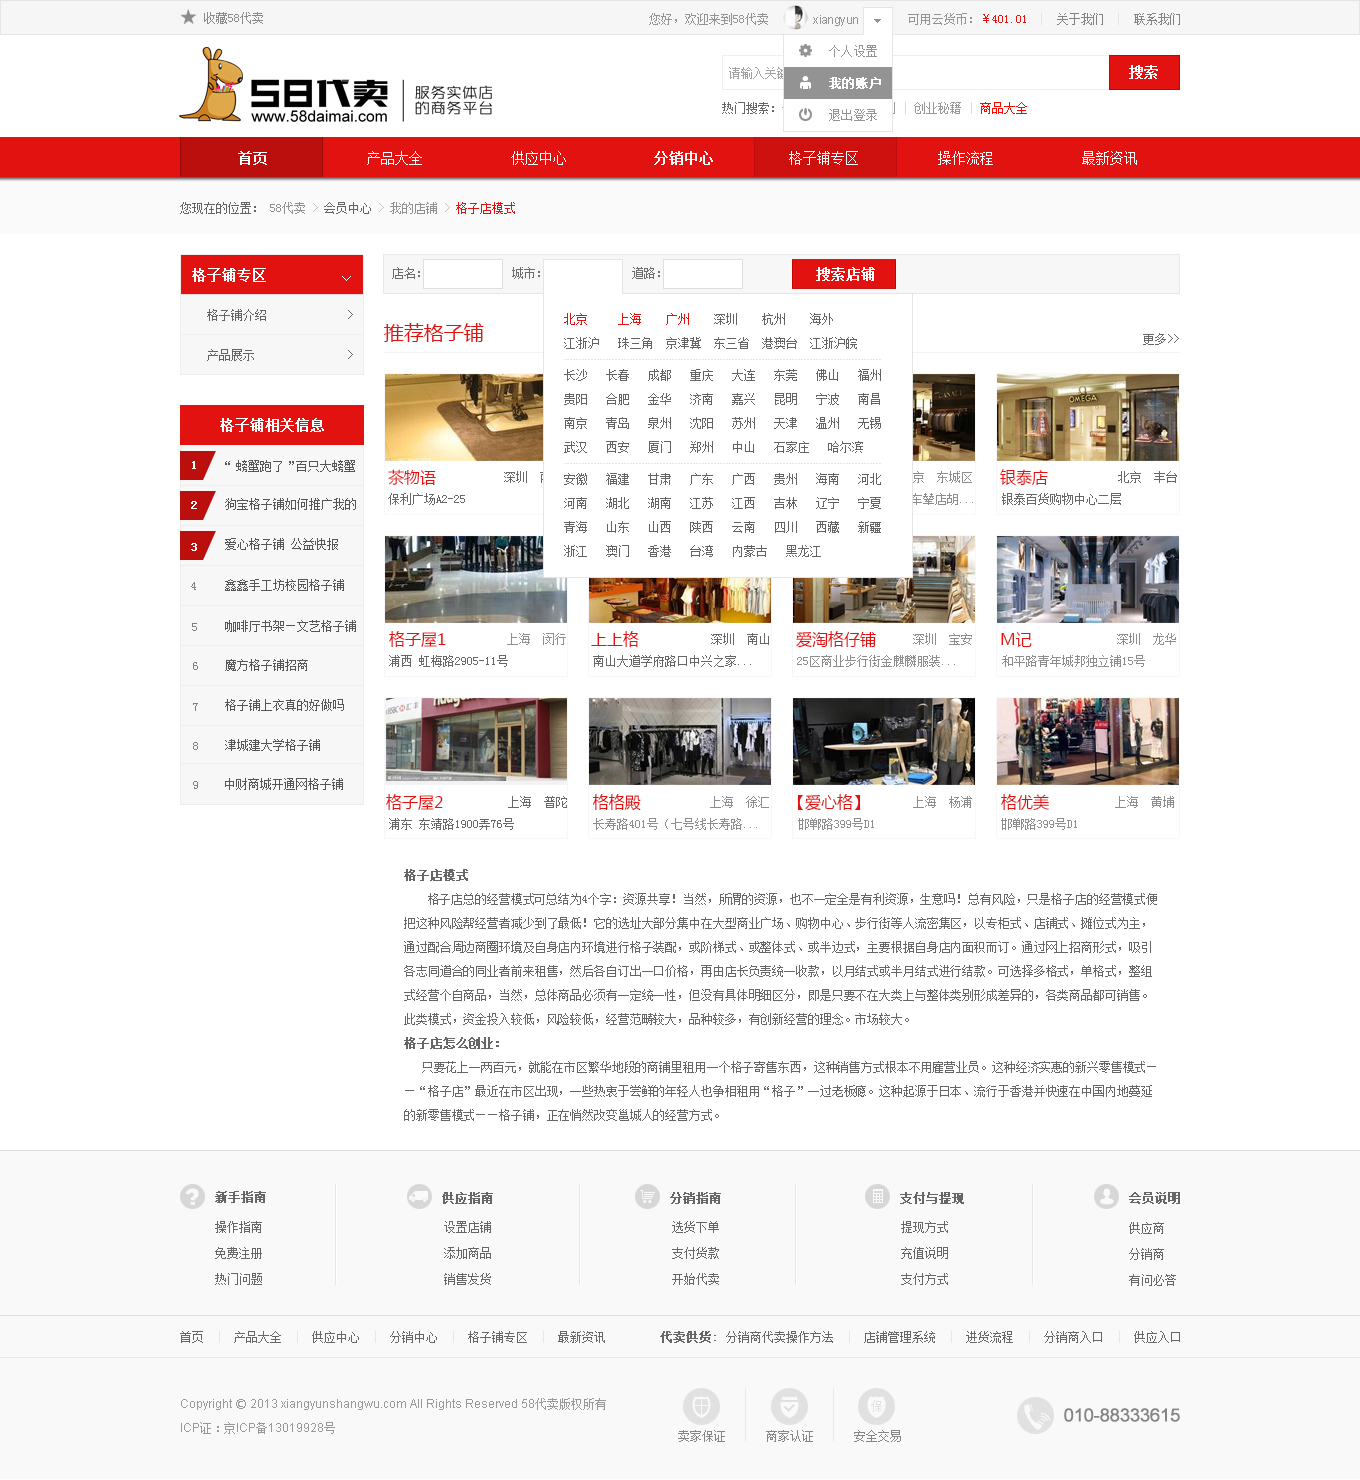 收藏58代卖
您好，欢迎来到58代卖 xiangyun 可用云货币：￥401.01 关于我们 联系我们
个人设置
我的账户
退出登录
58代卖
www.58daimai.com
服务实体店
的商务平台
请输入关键 搜索
热门搜索： 创业秘籍 商品大全
首页 产品大全 供应中心 分销中心 格子铺专区 操作流程 最新资讯
您现在的位置： 58代卖 会员中心 我的店铺 格子店模式
格子铺专区
格子铺介绍
产品展示
格子铺相关信息
1 “ 螃蟹跑了 ”百只大螃蟹
2 狗宝格子铺如何推广我的
3 爱心格子铺 公益快报
4 鑫鑫手工坊校园格子铺
5 咖啡厅书架—文艺格子铺
6 魔方格子铺招商
7 格子铺上衣真的好做吗
8 津城建大学格子铺
9 中财商城开通网格子铺
店名： 城市： 道路： 搜索店铺
推荐格子铺 更多>>
北京 上海 广州 深圳 杭州 海外
江浙沪 珠三角 京津冀 东三省 港澳台 江浙沪皖
长沙 长春 成都 重庆 大连 东莞 佛山 福州
贵阳 合肥 金华 济南 嘉兴 昆明 宁波 南昌
南京 青岛 泉州 沈阳 苏州 天津 温州 无锡
武汉 西安 厦门 郑州 中山 石家庄 哈尔滨
安徽 福建 甘肃 广东 广西 贵州 海南 河北
河南 湖北 湖南 江苏 江西 吉林 辽宁 宁夏
青海 山东 山西 陕西 云南 四川 西藏 新疆
浙江 澳门 香港 台湾 内蒙古 黑龙江
OMEGA
茶物语 深圳
保利广场A2-25
京 东城区
车辇店胡...
银泰店 北京 丰台
银泰百货购物中心二层
格子屋1 上海 闵行
浦西 虹梅路2905-11号
上上格 深圳 南山
南山大道学府路口中兴之家...
爱淘格仔铺 深圳 宝安
25区商业步行街金麒麟服装...
M记 深圳 龙华
和平路青年城邦独立铺15号
格子屋2 上海 普陀
浦东 东靖路1900弄76号
格格殿 上海 徐汇
长寿路401号（七号线长寿路...
【爱心格】 上海 杨浦
邯郸路399号D1
格优美 上海 黄埔
邯郸路399号D1
格子店模式
格子店总的经营模式可总结为4个字：资源共享！当然，所谓的资源，也不一定全是有利资源，生意吗！总有风险，只是格子店的经营模式便
把这种风险帮经营者减少到了最低！它的选址大部分集中在大型商业广场、购物中心、步行街等人流密集区，以专柜式、店铺式、摊位式为主，
通过配合周边商圈环境及自身店内环境进行格子装配，或阶梯式、或整体式、或半边式，主要根据自身店内面积而订。通过网上招商形式，吸引
各志同道合的同业者前来租售，然后各自订出一口价格，再由店长负责统一收款，以月结式或半月结式进行结款。可选择多格式，单格式，整组
式经营个自商品，当然，总体商品必须有一定统一性，但没有具体明细区分，即是只要不在大类上与整体类别形成差异的，各类商品都可销售。
此类模式，资金投入较低，风险较低，经营范畴较大，品种较多，有创新经营的理念。市场较大。
格子店怎么创业：
只要花上一两百元，就能在市区繁华地段的商铺里租用一个格子寄售东西，这种销售方式根本不用雇营业员。这种经济实惠的新兴零售模式—
—“格子店”最近在市区出现，一些热衷于尝鲜的年轻人也争相租用“格子”一过老板瘾。这种起源于日本、流行于香港并快速在中国内地蔓延
的新零售模式——格子铺，正在悄然改变邕城人的经营方式。
新手指南 供应指南 分销指南 支付与提现 会员说明
操作指南 设置店铺 选货下单 提现方式 供应商
免费注册 添加商品 支付货款 充值说明 分销商
热门问题 销售发货 开始代卖 支付方式 有问必答
首页 产品大全 供应中心 分销中心 格子铺专区 最新资讯 代卖供货：分销商代卖操作方法 店铺管理系统 进货流程 分销商入口 供应入口
Copyright © 2013 xiangyunshangwu.com All Rights Reserved 58代卖版权所有
ICP证：京ICP备13019928号
卖家保证 商家认证 安全交易
010-88333615